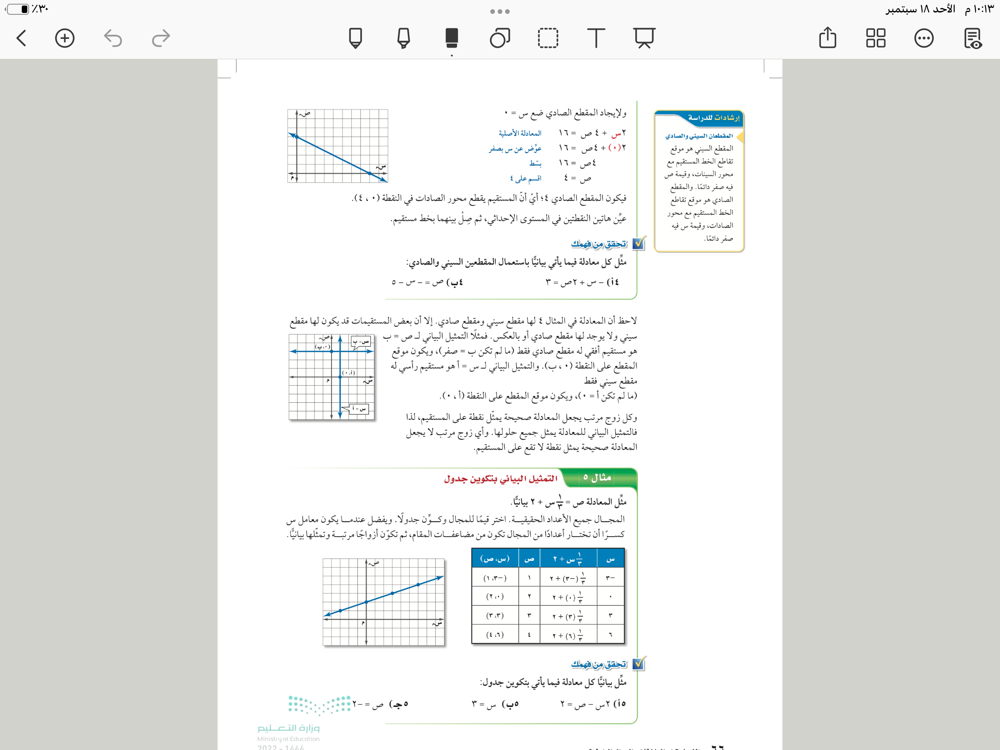 ١٠:١٣ م الأحد ١٨ سبتمبر
٣٠٪
ولإيجاد المقطع الصادي ضع س = ٠
٢س + ٤ ص = ١٦ المعادلة الأصلية
٢(٠) + ٤ص = ١٦ عوِّض عن س بصفر
٤ص = ١٦ بسّط
ص = ٤ اقسم على ٤
ص
س
م
فيكون المقطع الصادي ٤؛ أيْ أنّ المستقيم يقطع محور الصادات في النقطة (٠ ، ٤).
عيِّن هاتين النقطتين في المستوى الإحداثي، ثم صِلْ بينهما بخط مستقيم.
إرشادات للدراسة
المقطعان السيني والصادي
المقطع السيني هو موقع
تقاطع الخط المستقيم مع
محور السينات، وقيمة ص
فيه صفر دائمًا. والمقطع
الصادي هو موقع تقاطع
الخط المستقيم مع محور
الصادات، وقيمة س فيه
صفر دائمًا.
تحقق من فهمك
مثِّل كل معادلة فيما يأتي بيانيًّا باستعمال المقطعين السيني والصادي:
٤أ) – س + ٢ص = ٣ ٤ب) ص = – س – ٥
لاحظ أن المعادلة في المثال ٤ لها مقطع سيني ومقطع صادي. إلا أن بعض المستقيمات قد يكون لها مقطع
سيني ولا يوجد لها مقطع صادي أو بالعكس. فمثلًا التمثيل البياني لـ ص = ب
هو مستقيم أفقي له مقطع صادي فقط (ما لم تكن ب = صفر)، ويكون موقع
المقطع على النقطة (٠ ، ب). والتمثيل البياني لـ س = أ هو مستقيم رأسي له
مقطع سيني فقط
(ما لم تكن أ = ٠)، ويكون موقع المقطع على النقطة (أ ، ٠).
ص
ص= ب
(٠، ب)
(أ، ٠)
م
س
س = أ
وكل زوج مرتب يجعل المعادلة صحيحة يمثّل نقطة على المستقيم، لذا
فالتمثيل البياني للمعادلة يمثل جميع حلولها. وأي زوج مرتب لا يجعل
المعادلة صحيحة يمثل نقطة لا تقع على المستقيم.
مثال ٥ التمثيل البياني بتكوين جدول
مثِّل المعادلة ص = ١/٣ س + ٢ بيانيًّا.
المجـــال جميع الأعداد الحقيقيـــة. اختر قيمًا للمجال وكـــوِّن جدولًا. ويفضل عندمـــا يكون معامل س
كســـرًا أن تختـــار أعدادًا من المجال تكون من مضاعفـــات المقام، ثم تكوّن أزواجًا مرتبـــة وتمثّلها بيانيًّا.
س ١/٣ س + ٢ ص (س، ص)
–٣ ١/٣ (–٣) + ٢ ١ (–٣، ١)
٠ ١/٣ (٠) + ٢ ٢ (٠، ٢)
٣ ١/٣ (٣) + ٢ ٣ (٣، ٣)
٦ ١/٣ (٦) + ٢ ٤ (٦، ٤)
ص
م
س
تحقق من فهمك
مثِّل بيانيًّا كل معادلة فيما يأتي بتكوين جدول:
٥أ) ٢س – ص = ٢ ٥ب) س = ٣ ٥جـ) ص = –٢
وزارة التعليم
Ministry of Education
2022 - 1444
٦٦